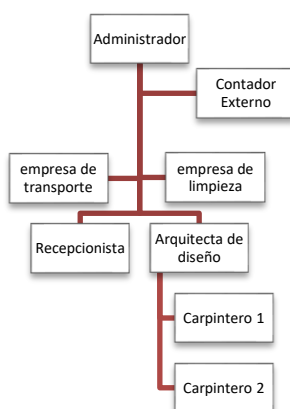 Administrador
Contador
Externo
empresa de
transporte
empresa de
limpieza
Recepcionista
Arquitecta de
diseño
Carpintero 1
Carpintero 2